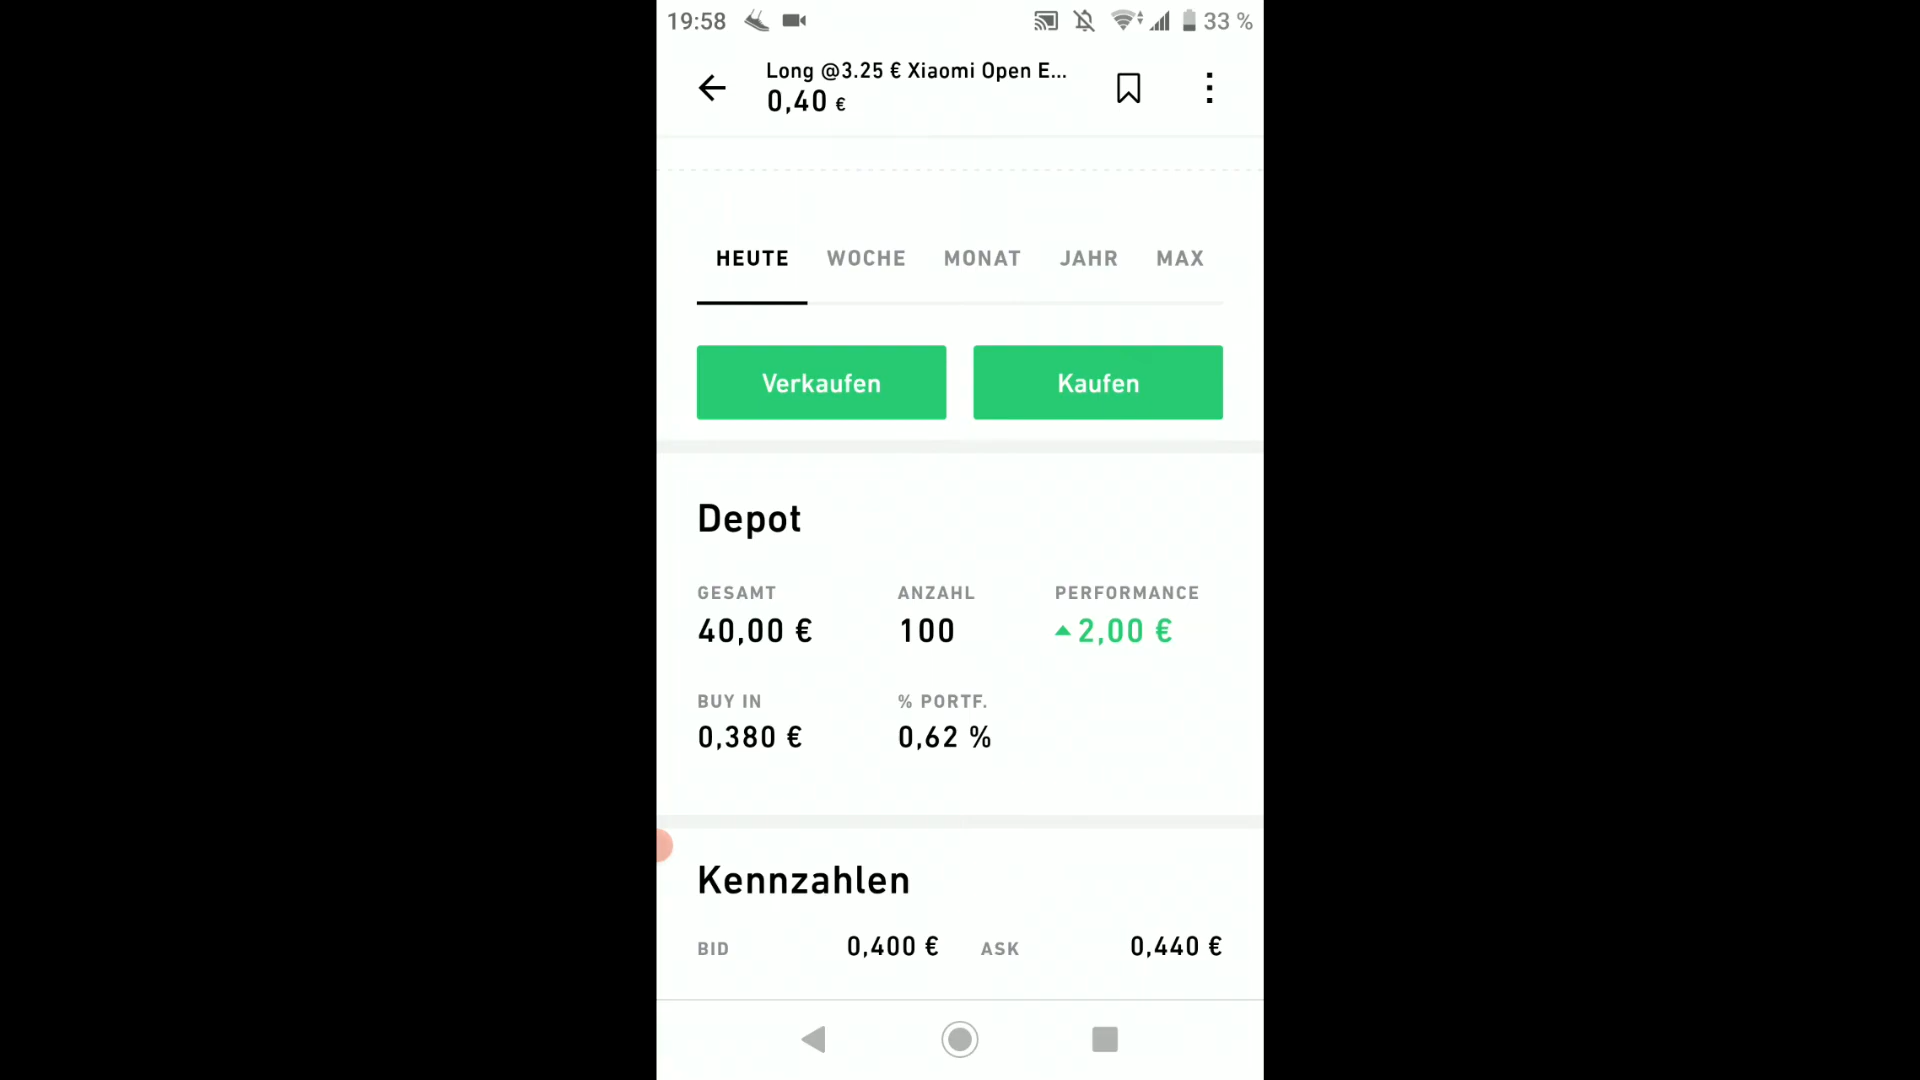 19:58 33 %
Long @3.25 € Xiaomi Open E...
0,40 €
HEUTE WOCHE MONAT JAHR MAX
Verkaufen Kaufen
Depot
GESAMT ANZAHL PERFORMANCE
40,00 € 100 2,00 €
BUY IN % PORTF.
0,380 € 0,62 %
Kennzahlen
BID 0,400 € ASK 0,440 €